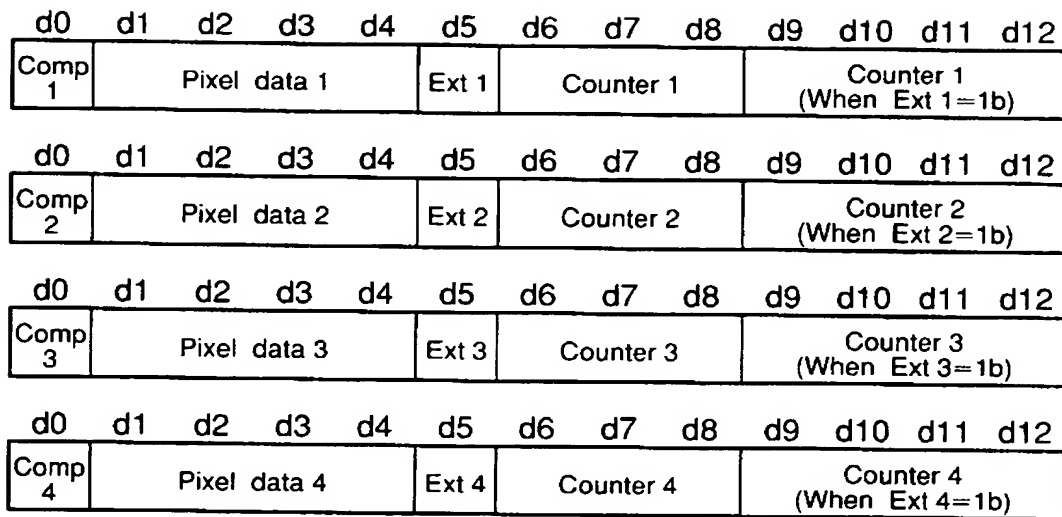 d0 d1 d2 d3 d4 d5 d6 d7 d8 d9 d10 d11 d12
Comp 1 Pixel data 1 Ext 1 Counter 1 Counter 1
(When Ext 1=1b)
d0 d1 d2 d3 d4 d5 d6 d7 d8 d9 d10 d11 d12
Comp 2 Pixel data 2 Ext 2 Counter 2 Counter 2
(When Ext 2=1b)
d0 d1 d2 d3 d4 d5 d6 d7 d8 d9 d10 d11 d12
Comp 3 Pixel data 3 Ext 3 Counter 3 Counter 3
(When Ext 3=1b)
d0 d1 d2 d3 d4 d5 d6 d7 d8 d9 d10 d11 d12
Comp 4 Pixel data 4 Ext 4 Counter 4 Counter 4
(When Ext 4=1b)